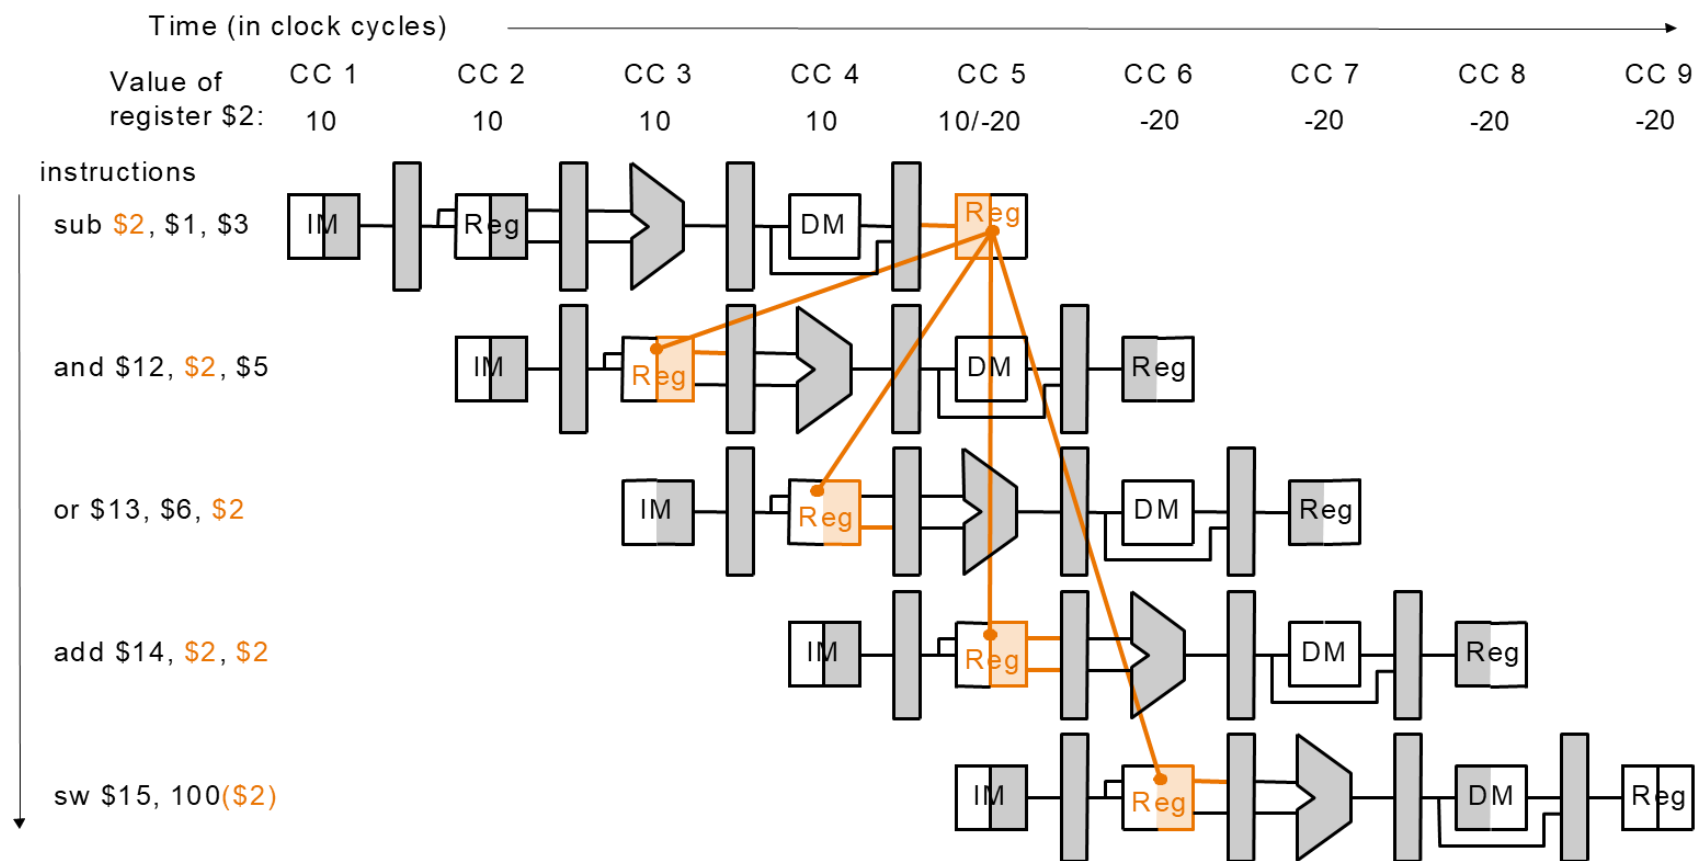 Time (in clock cycles)
Value of register $2:
CC 1 CC 2 CC 3 CC 4 CC 5 CC 6 CC 7 CC 8 CC 9
10 10 10 10 10/-20 -20 -20 -20 -20
instructions
sub $2, $1, $3
IM Reg DM Reg
and $12, $2, $5
IM Reg DM Reg
or $13, $6, $2
IM Reg DM Reg
add $14, $2, $2
IM Reg DM Reg
sw $15, 100($2)
IM Reg DM Reg